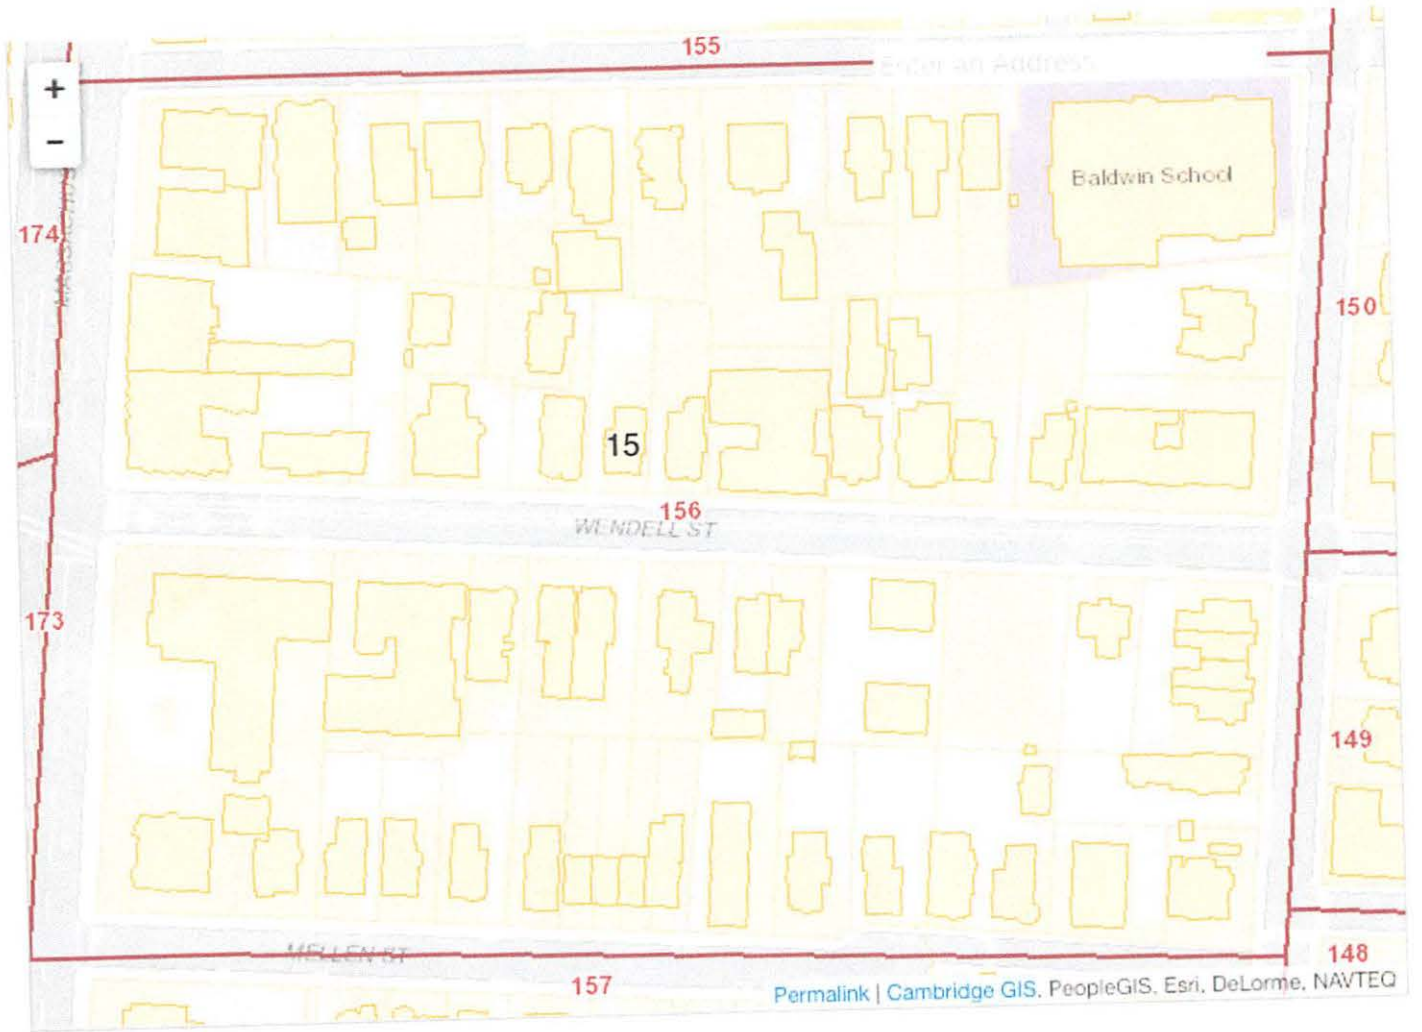 155
Enter an Address
+
−
Baldwin School
174
MASSACHUS
150
15
156
WENDELL ST
173
149
MELLEN ST
148
157
Permalink | Cambridge GIS, PeopleGIS, Esri, DeLorme, NAVTEQ